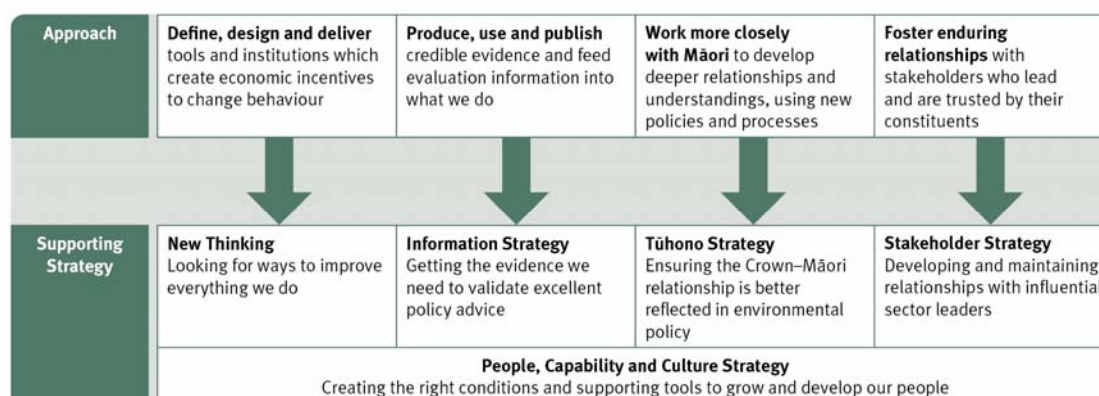 Approach
Define, design and deliver
tools and institutions which
create economic incentives
to change behaviour
Produce, use and publish
credible evidence and feed
evaluation information into
what we do
Work more closely
with Māori to develop
deeper relationships and
understandings, using new
policies and processes
Foster enduring
relationships with
stakeholders who lead
and are trusted by their
constituents
Supporting
Strategy
New Thinking
Looking for ways to improve
everything we do
Information Strategy
Getting the evidence we
need to validate excellent
policy advice
Tūhono Strategy
Ensuring the Crown–Māori
relationship is better
reflected in environmental
policy
Stakeholder Strategy
Developing and maintaining
relationships with influential
sector leaders
People, Capability and Culture Strategy
Creating the right conditions and supporting tools to grow and develop our people